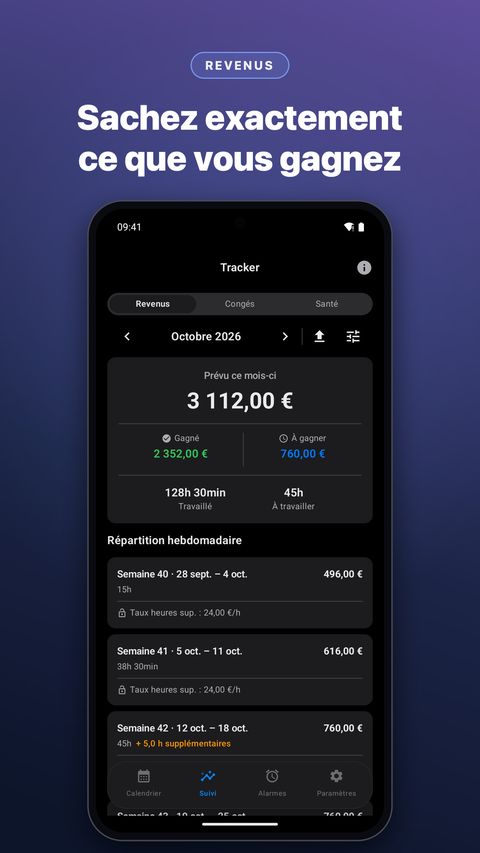 REVENUS
Sachez exactement
ce que vous gagnez
09:41
Tracker
Revenus Congés Santé
Octobre 2026
Prévu ce mois-ci
3 112,00 €
Gagné À gagner
2 352,00 € 760,00 €
128h 30min 45h
Travaillé À travailler
Répartition hebdomadaire
Semaine 40 · 28 sept. – 4 oct. 496,00 €
15h
Taux heures sup. : 24,00 €/h
Semaine 41 · 5 oct. – 11 oct. 616,00 €
38h 30min
Taux heures sup. : 24,00 €/h
Semaine 42 · 12 oct. – 18 oct. 760,00 €
45h + 5,0 h supplémentaires
Calendrier Suivi Alarmes Paramètres